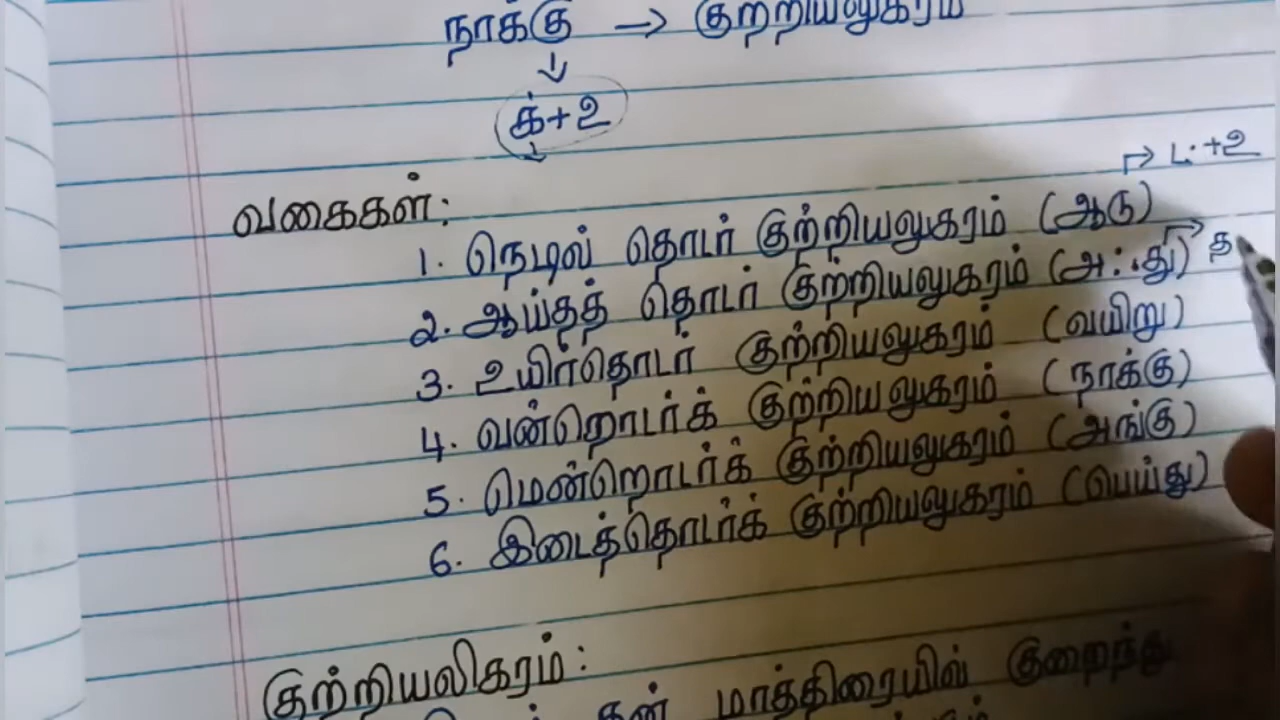 நாக்கு → குற்றியலுகரம்
↓
க்+உ
வகைகள்:
ட்+உ
1. நெடில் தொடர் குற்றியலுகரம் (ஆடு)
2. ஆய்தத் தொடர் குற்றியலுகரம் (அஃது) → த
3. உயிர்தொடர் குற்றியலுகரம் (வயிறு)
4. வன்றொடர்க் குற்றியலுகரம் (நாக்கு)
5. மென்றொடர்க் குற்றியலுகரம் (அங்கு)
6. இடைத்தொடர்க் குற்றியலுகரம் (பெய்து)
குற்றியலிகரம்:
தன் மாத்திரையில் குறைந்து